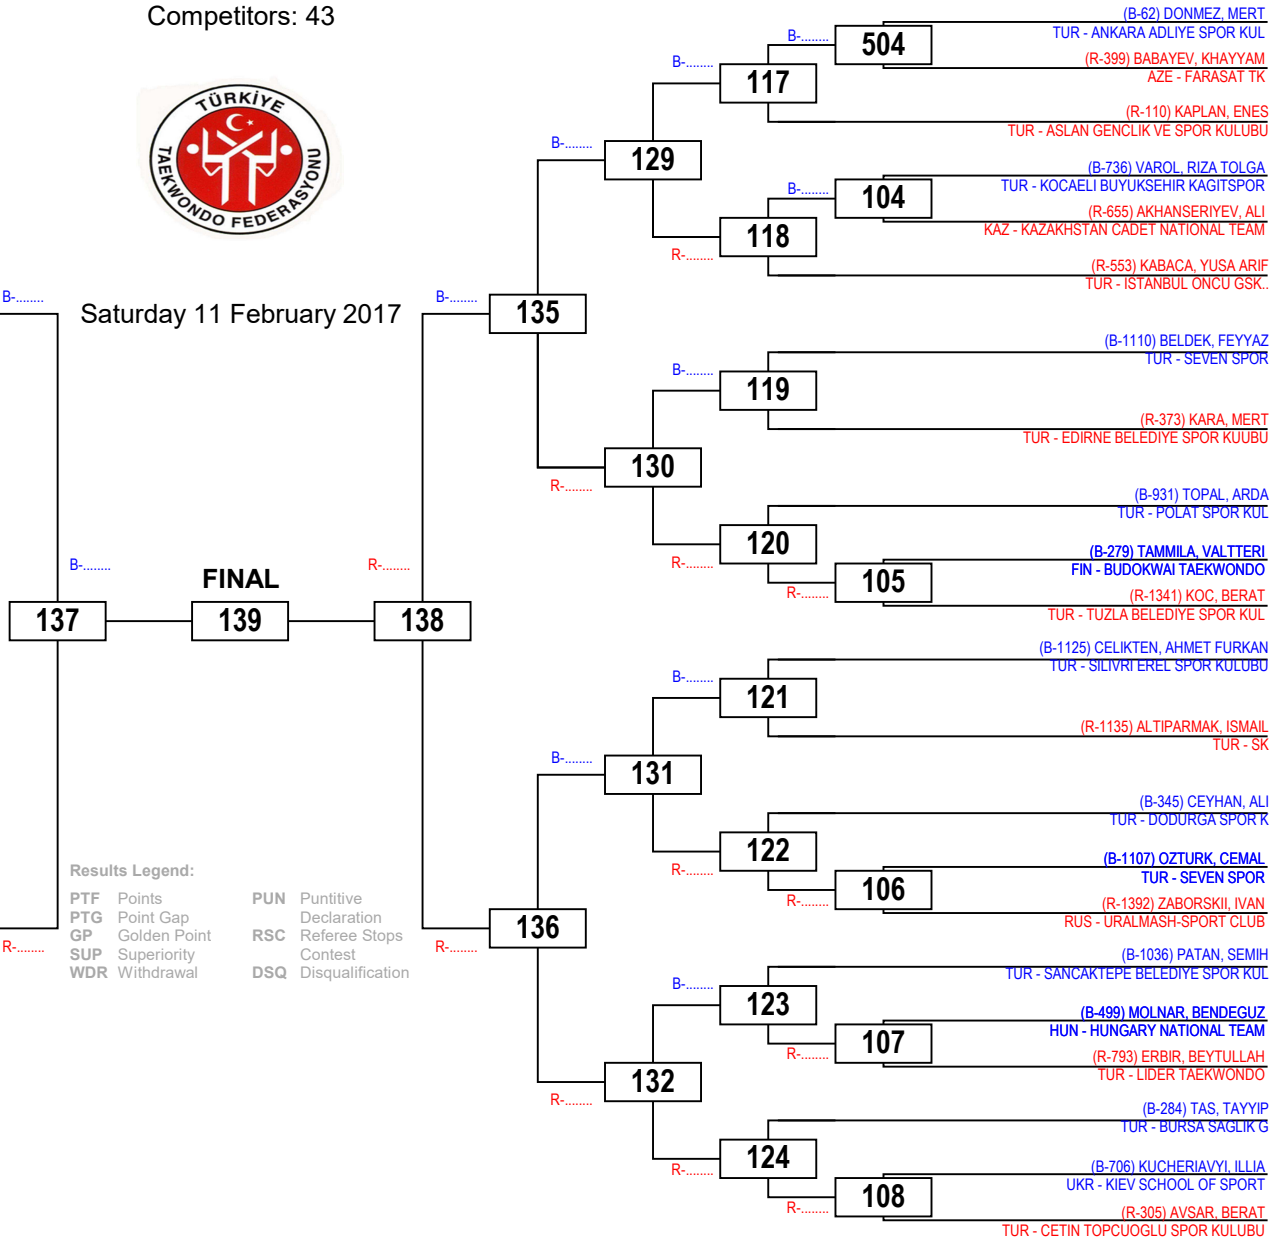 Competitors: 43
TÜRKİYE
TAEKWONDO FEDERASYONU
Saturday 11 February 2017
B-........
B-........
R-........
FINAL
137
139
138
R-........
B-........
R-........
135
136
B-........
R-........
B-........
R-........
129
130
131
132
B-........
R-........
B-........
R-........
B-........
R-........
B-........
R-........
117
118
119
120
121
122
123
124
B-........
B-........
R-........
R-........
R-........
R-........
504
104
105
106
107
108
(B-62) DONMEZ, MERT
TUR - ANKARA ADLIYE SPOR KUL
(R-399) BABAYEV, KHAYYAM
AZE - FARASAT TK
(R-110) KAPLAN, ENES
TUR - ASLAN GENCLIK VE SPOR KULUBU
(B-736) VAROL, RIZA TOLGA
TUR - KOCAELI BUYUKSEHIR KAGITSPOR
(R-655) AKHANSERIYEV, ALI
KAZ - KAZAKHSTAN CADET NATIONAL TEAM
(R-553) KABACA, YUSA ARIF
TUR - ISTANBUL ONCU GSK..
(B-1110) BELDEK, FEYYAZ
TUR - SEVEN SPOR
(R-373) KARA, MERT
TUR - EDIRNE BELEDIYE SPOR KUUBU
(B-931) TOPAL, ARDA
TUR - POLAT SPOR KUL
(B-279) TAMMILA, VALTTERI
FIN - BUDOKWAI TAEKWONDO
(R-1341) KOC, BERAT
TUR - TUZLA BELEDIYE SPOR KUL
(B-1125) CELIKTEN, AHMET FURKAN
TUR - SILIVRI EREL SPOR KULUBU
(R-1135) ALTIPARMAK, ISMAIL
TUR - SK
(B-345) CEYHAN, ALI
TUR - DODURGA SPOR K
(B-1107) OZTURK, CEMAL
TUR - SEVEN SPOR
(R-1392) ZABORSKII, IVAN
RUS - URALMASH-SPORT CLUB
(B-1036) PATAN, SEMIH
TUR - SANCAKTEPE BELEDIYE SPOR KUL
(B-499) MOLNAR, BENDEGUZ
HUN - HUNGARY NATIONAL TEAM
(R-793) ERBIR, BEYTULLAH
TUR - LIDER TAEKWONDO
(B-284) TAS, TAYYIP
TUR - BURSA SAGLIK G
(B-706) KUCHERIAVYI, ILLIA
UKR - KIEV SCHOOL OF SPORT
(R-305) AVSAR, BERAT
TUR - CETIN TOPCUOGLU SPOR KULUBU
Results Legend:
PTF Points
PTG Point Gap
GP Golden Point
SUP Superiority
WDR Withdrawal
PUN Puntitive
Declaration
RSC Referee Stops
Contest
DSQ Disqualification